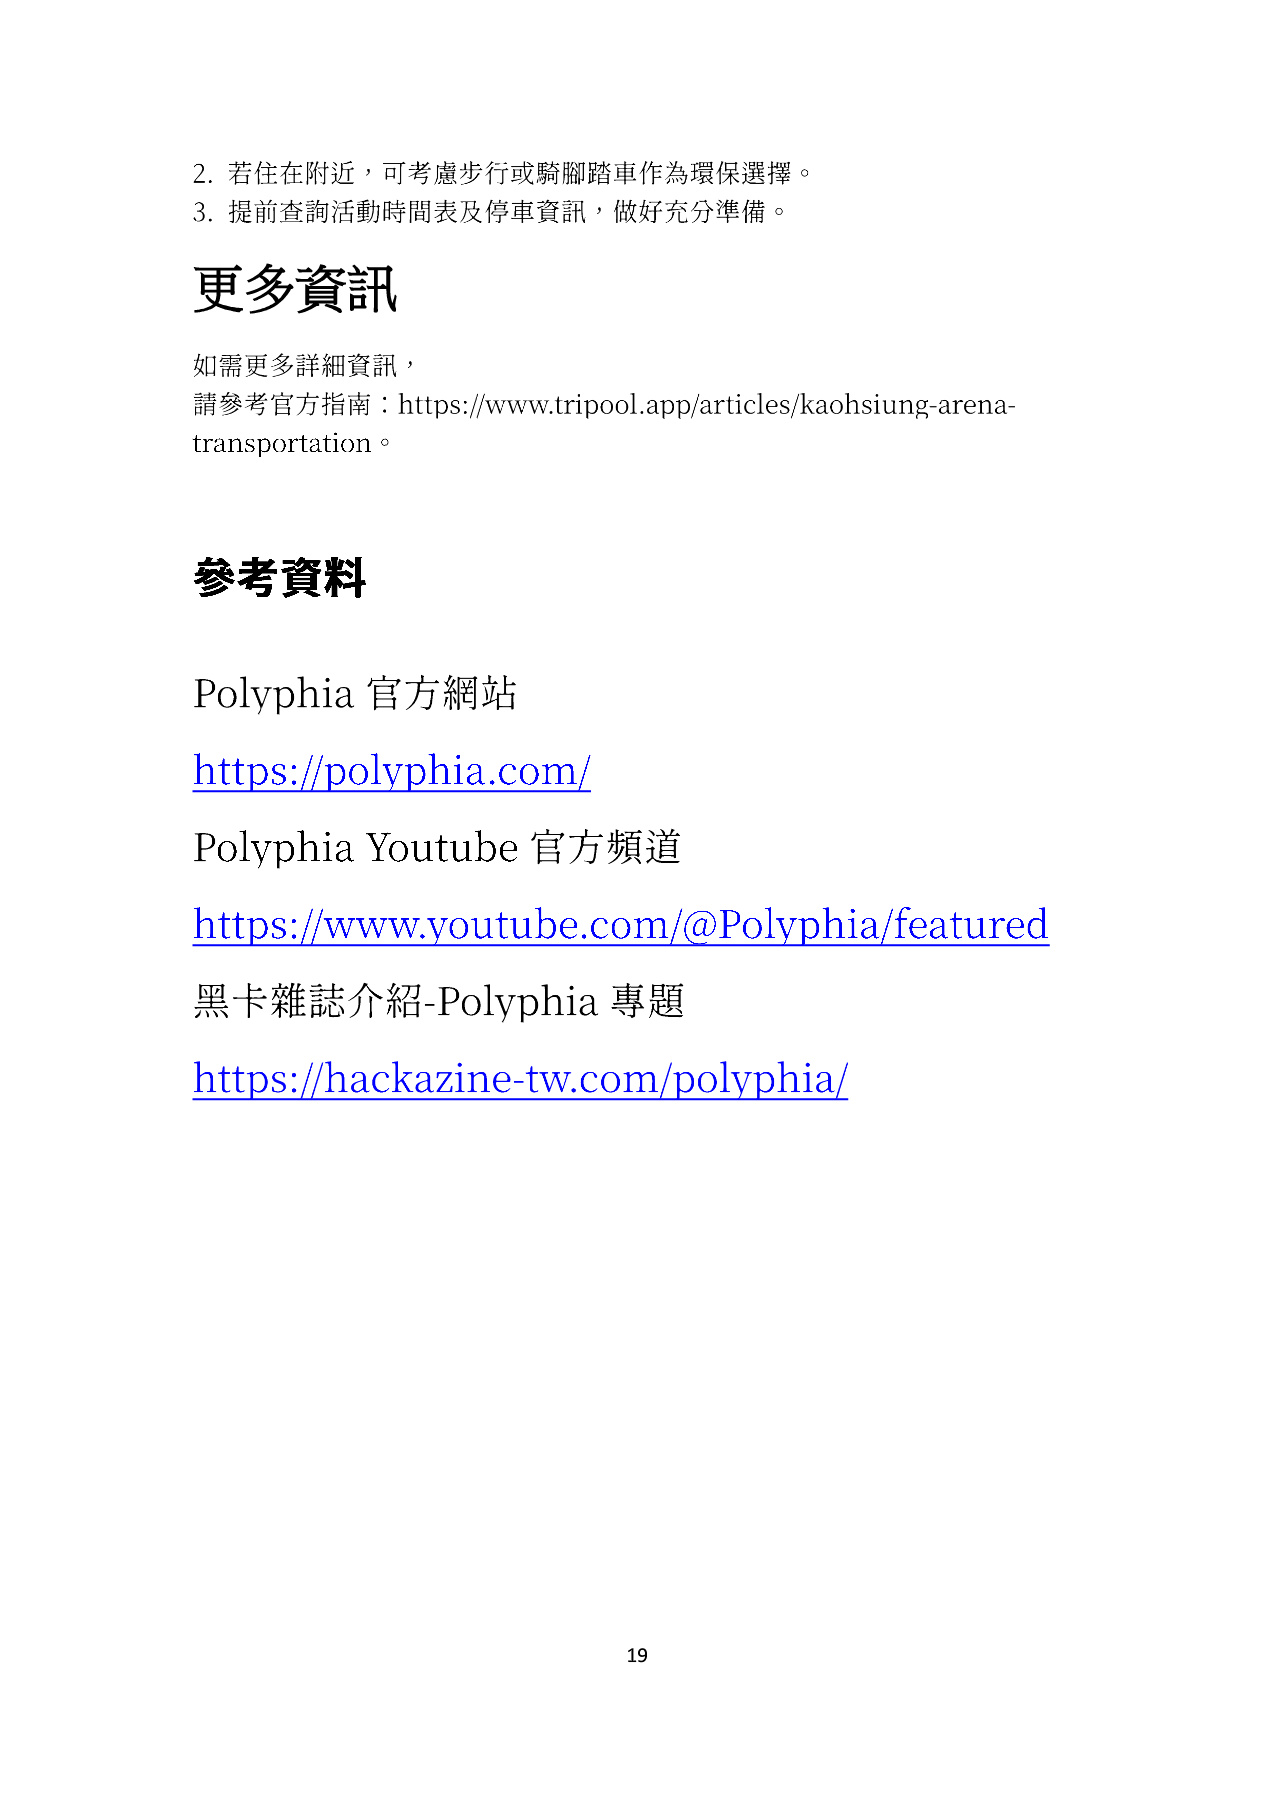 2. 若住在附近，可考慮步行或騎腳踏車作為環保選擇。
3. 提前查詢活動時間表及停車資訊，做好充分準備。
更多資訊
如需更多詳細資訊，
請參考官方指南：https://www.tripool.app/articles/kaohsiung-arena-
transportation。
參考資料
Polyphia 官方網站
https://polyphia.com/
Polyphia Youtube 官方頻道
https://www.youtube.com/@Polyphia/featured
黑卡雜誌介紹-Polyphia 專題
https://hackazine-tw.com/polyphia/
19